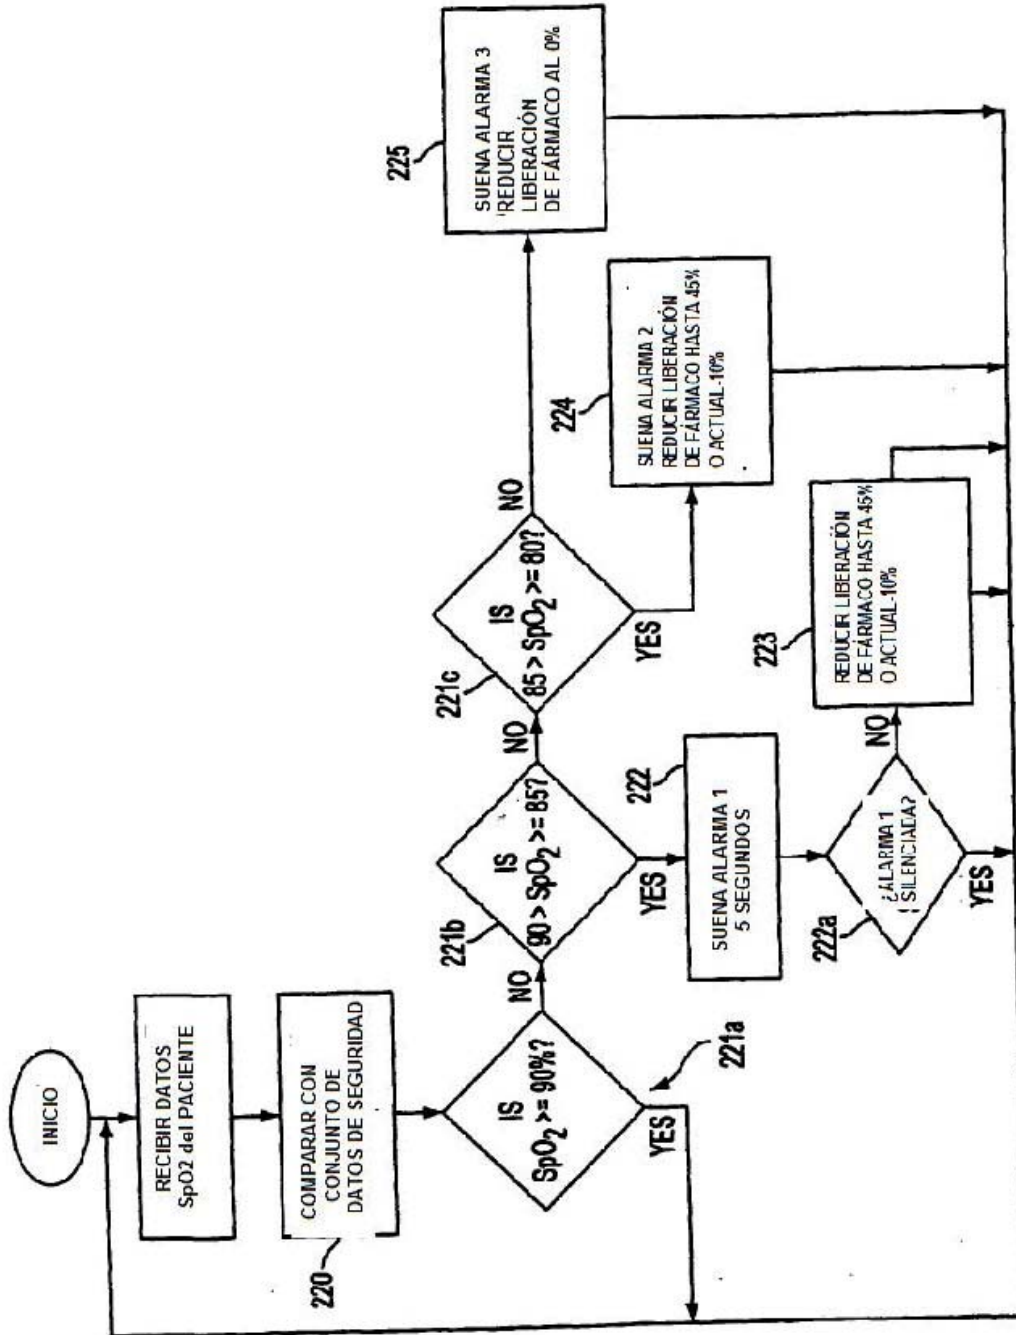 INICIO
RECIBIR DATOS
SpO2 del PACIENTE
COMPARAR CON
CONJUNTO DE
DATOS DE SEGURIDAD
220
IS
SpO2 >= 90%?
221a
YES
NO
IS
90 > SpO2 >= 85?
221b
YES
NO
SUENA ALARMA 1
5 SEGUNDOS
222
¿ALARMA 1
SILENCIADA?
222a
YES
NO
REDUCIR LIBERACIÓN
DE FÁRMACO HASTA 45%
O ACTUAL-10%
223
IS
85 > SpO2 >= 80?
221c
YES
NO
SUENA ALARMA 2
REDUCIR LIBERACIÓN
DE FÁRMACO HASTA 45%
O ACTUAL-10%
224
SUENA ALARMA 3
REDUCIR
LIBERACIÓN
DE FÁRMACO AL 0%
225